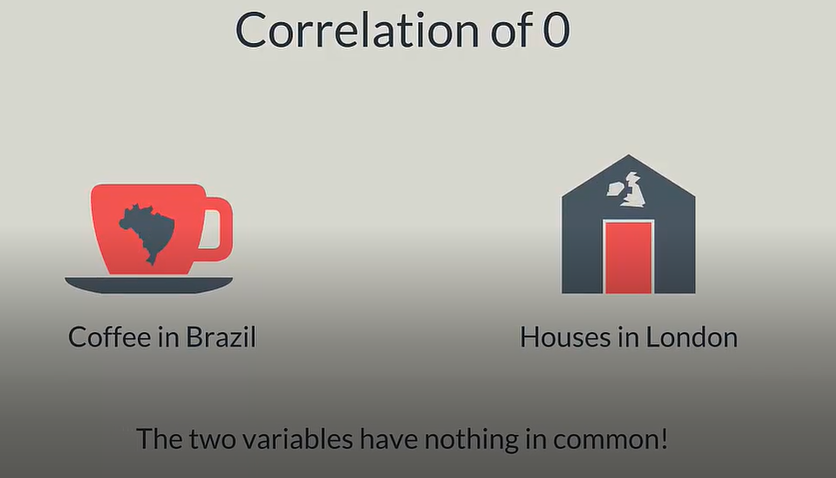 Correlation of 0
Coffee in Brazil
Houses in London
The two variables have nothing in common!